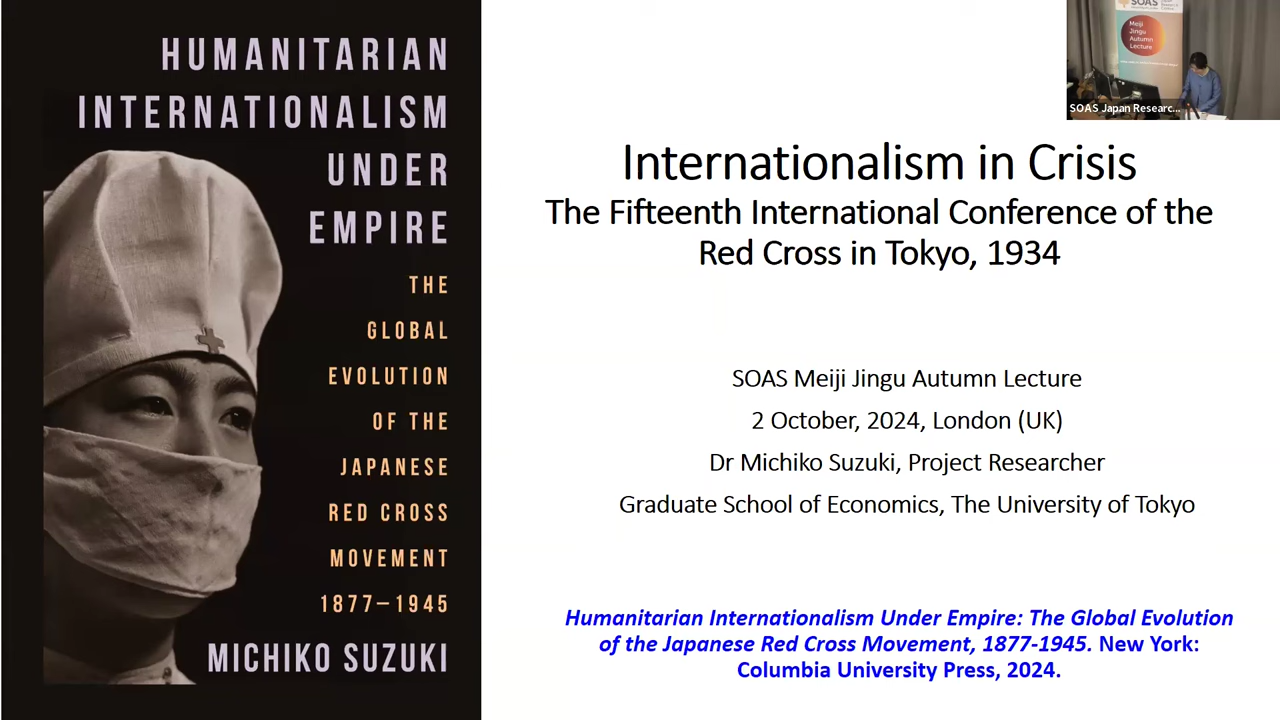 HUMANITARIAN
INTERNATIONALISM
UNDER
EMPIRE
THE
GLOBAL
EVOLUTION
OF THE
JAPANESE
RED CROSS
MOVEMENT
1877–1945
MICHIKO SUZUKI
SOAS
Meiji
Jingu
Autumn
Lecture
SOAS Japan Researc...
Internationalism in Crisis
The Fifteenth International Conference of the
Red Cross in Tokyo, 1934
SOAS Meiji Jingu Autumn Lecture
2 October, 2024, London (UK)
Dr Michiko Suzuki, Project Researcher
Graduate School of Economics, The University of Tokyo
Humanitarian Internationalism Under Empire: The Global Evolution
of the Japanese Red Cross Movement, 1877-1945. New York:
Columbia University Press, 2024.